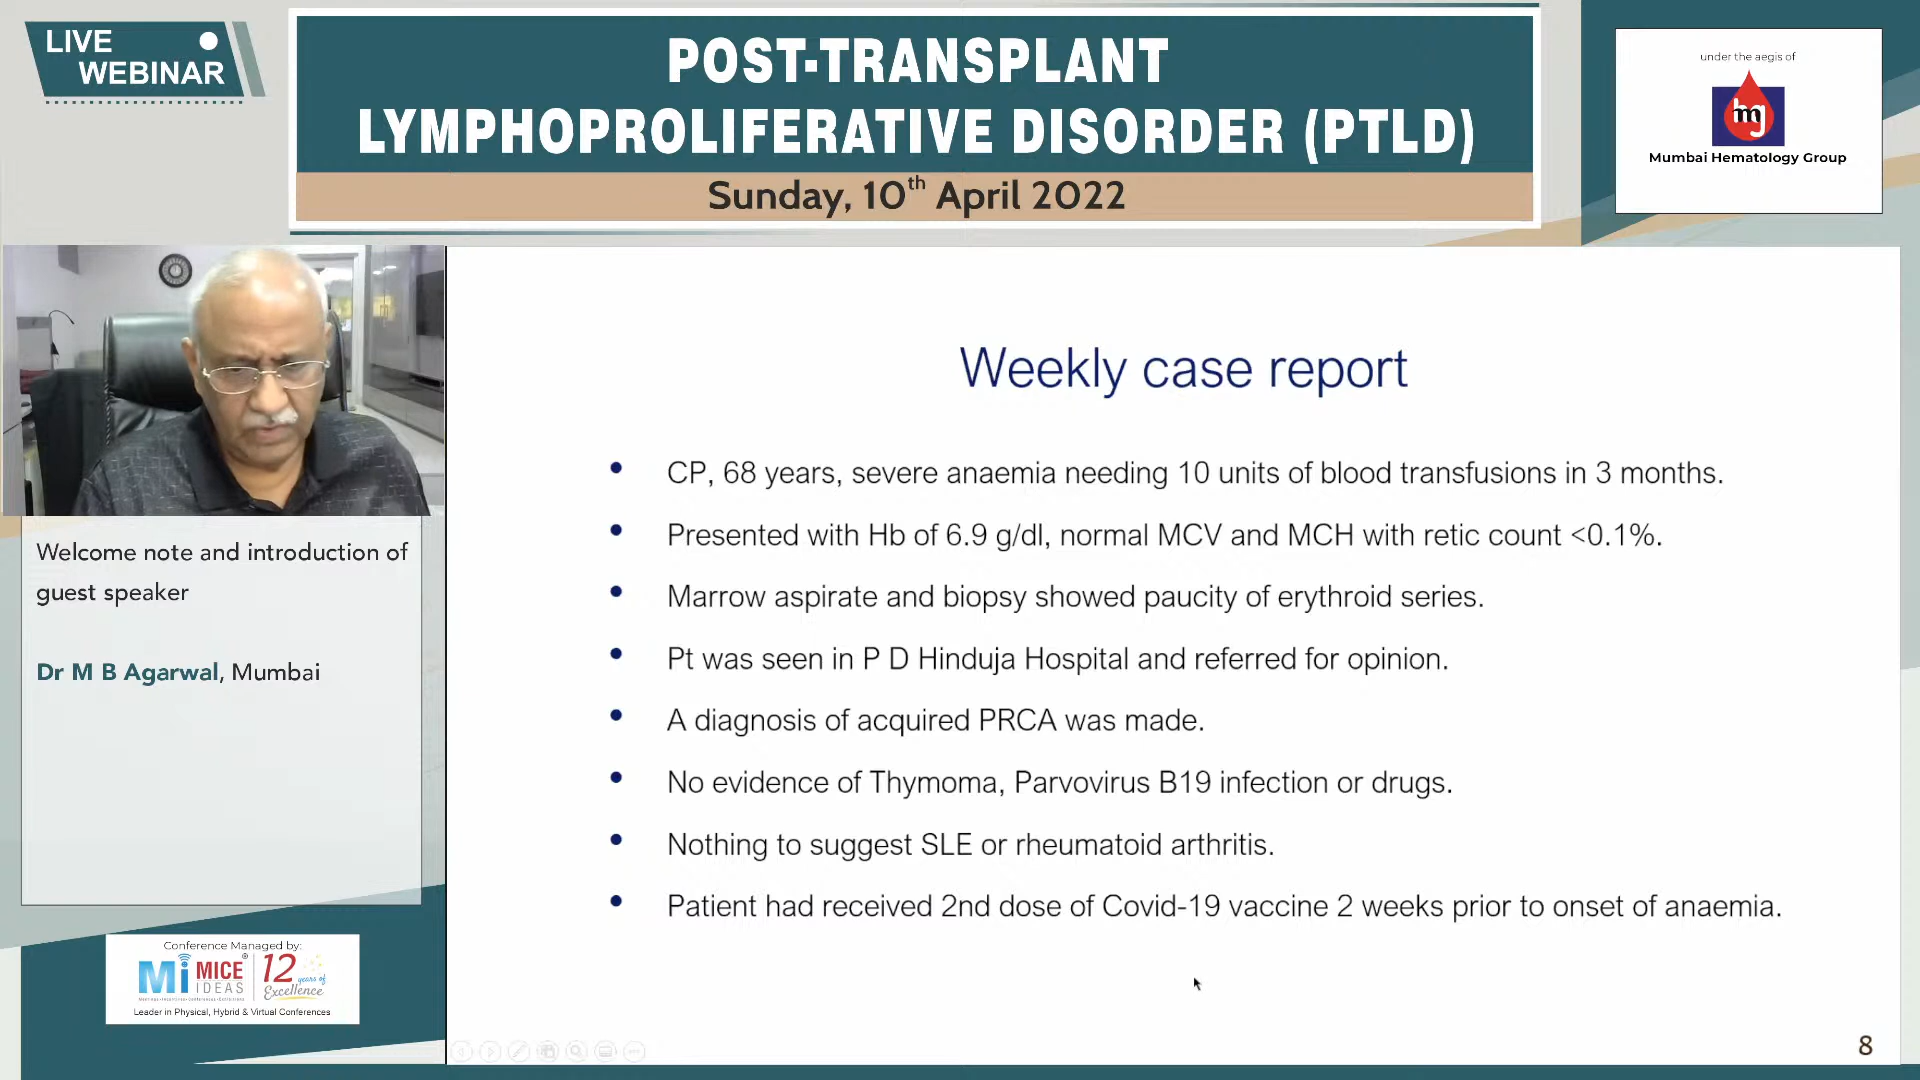 LIVE
WEBINAR
POST-TRANSPLANT
LYMPHOPROLIFERATIVE DISORDER (PTLD)
Sunday, 10th April 2022
under the aegis of
mg
Mumbai Hematology Group
Welcome note and introduction of
guest speaker
Dr M B Agarwal, Mumbai
Weekly case report
• CP, 68 years, severe anaemia needing 10 units of blood transfusions in 3 months.
• Presented with Hb of 6.9 g/dl, normal MCV and MCH with retic count <0.1%.
• Marrow aspirate and biopsy showed paucity of erythroid series.
• Pt was seen in P D Hinduja Hospital and referred for opinion.
• A diagnosis of acquired PRCA was made.
• No evidence of Thymoma, Parvovirus B19 infection or drugs.
• Nothing to suggest SLE or rheumatoid arthritis.
• Patient had received 2nd dose of Covid-19 vaccine 2 weeks prior to onset of anaemia.
Conference Managed by:
Mi MICE IDEAS
12 years of Excellence
Leader in Physical, Hybrid & Virtual Conferences
8